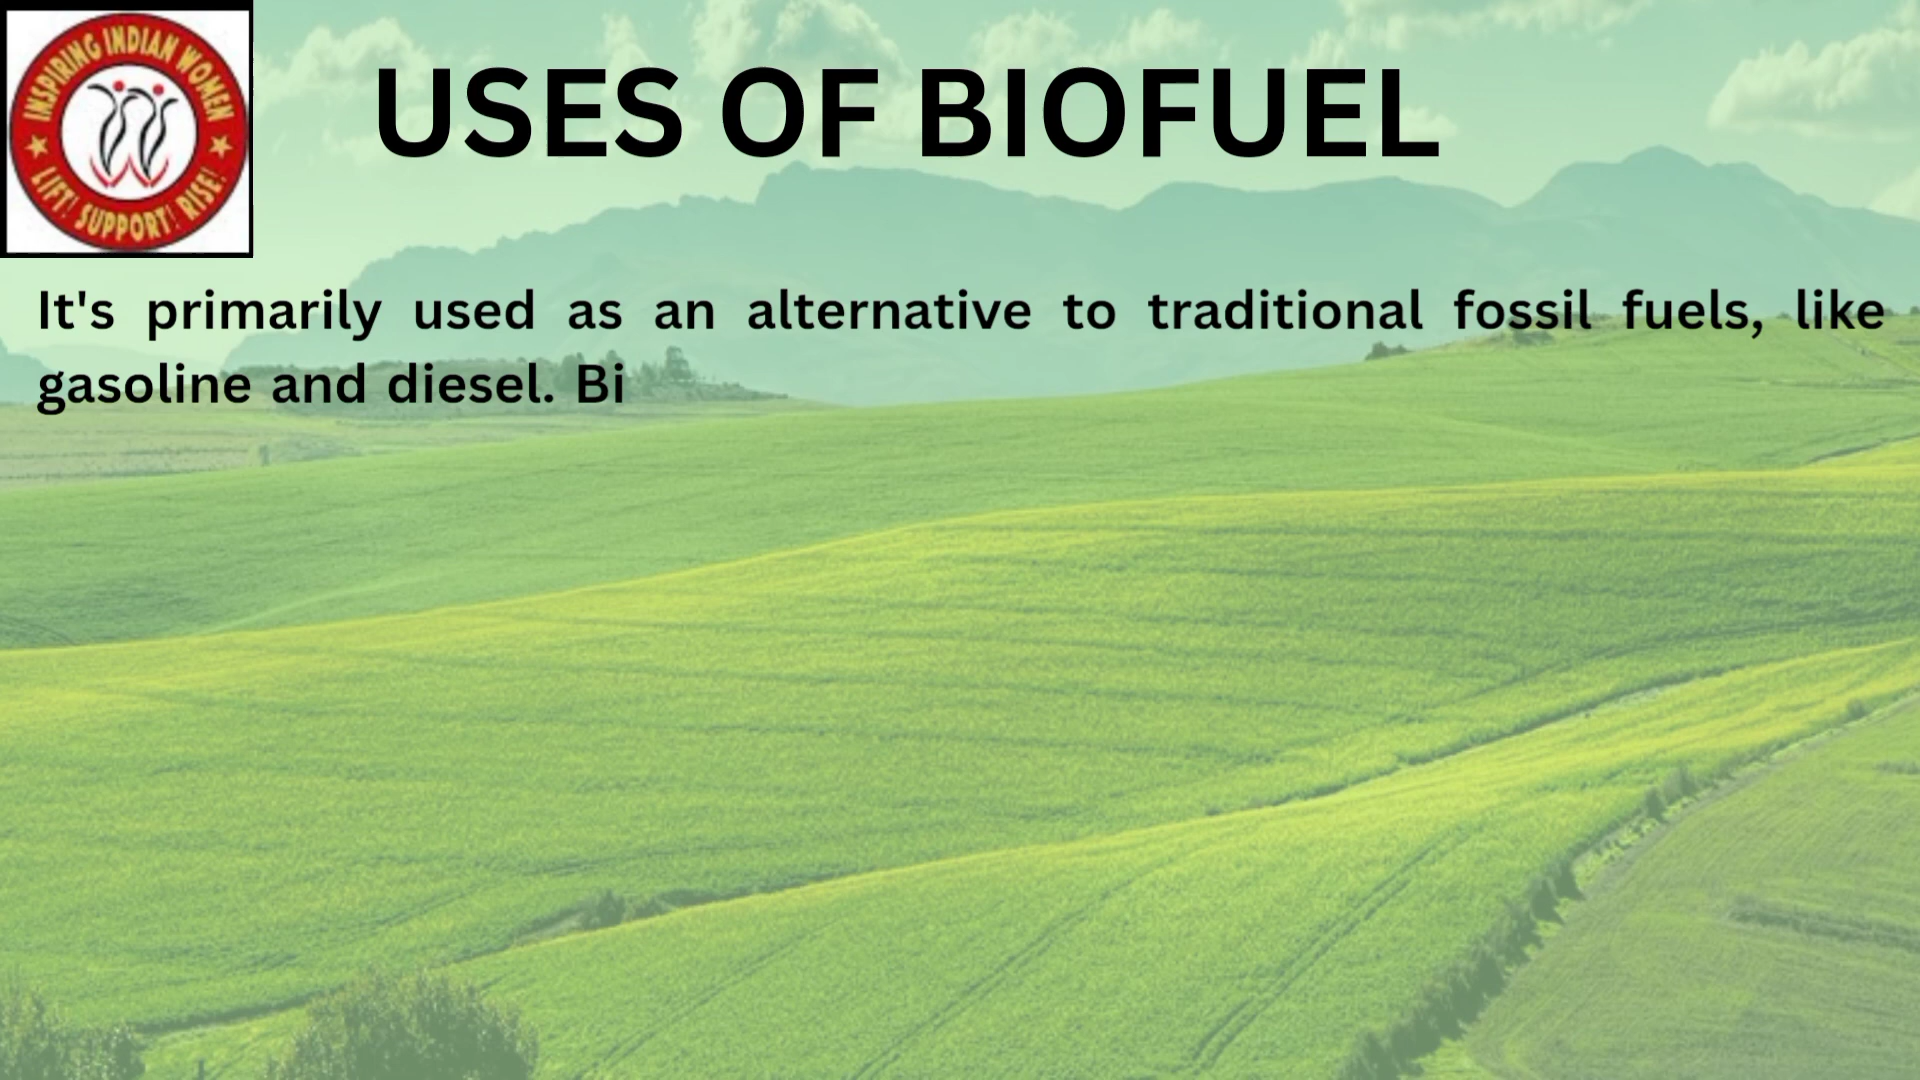 INSPIRING INDIAN WOMEN
LIFT! SUPPORT! RISE!
USES OF BIOFUEL
It's primarily used as an alternative to traditional fossil fuels, like
gasoline and diesel. Bi